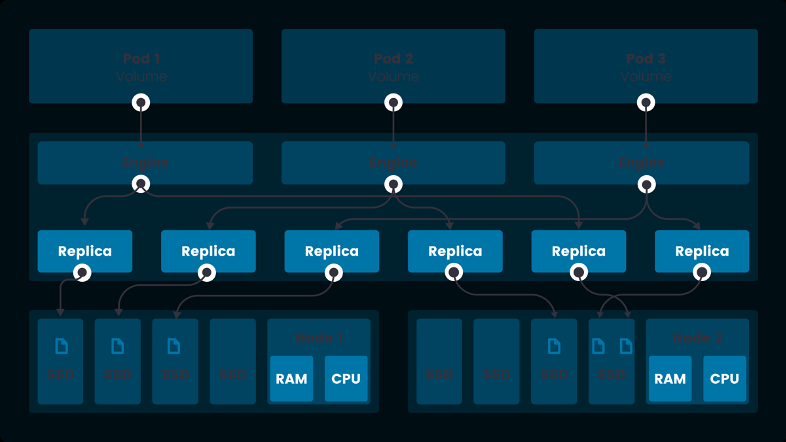 Pod 1
Volume
Pod 2
Volume
Pod 3
Volume
Engine
Engine
Engine
Replica
Replica
Replica
Replica
Replica
Replica
SSD
SSD
SSD
SSD
Node 1
RAM
CPU
SSD
SSD
SSD
SSD
Node 2
RAM
CPU